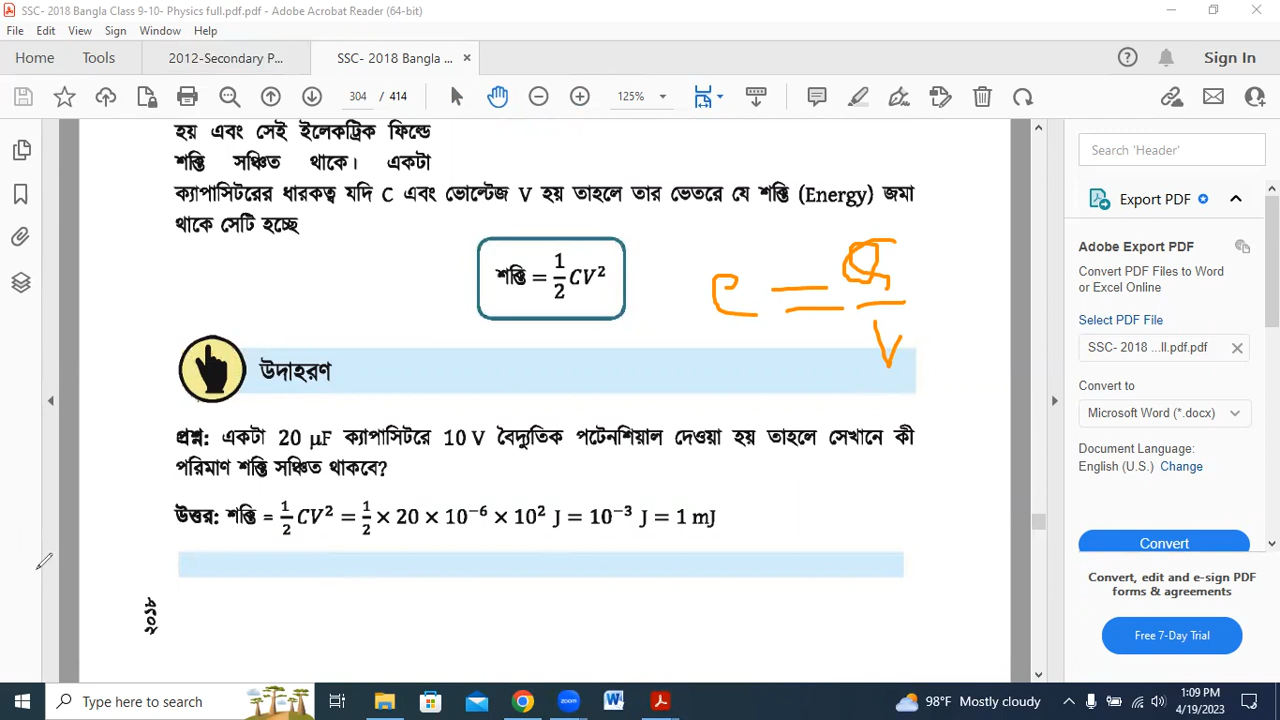 SSC- 2018 Bangla Class 9-10- Physics full.pdf.pdf - Adobe Acrobat Reader (64-bit)
File Edit View Sign Window Help
Home Tools 2012-Secondary P... SSC- 2018 Bangla ... × Sign In
304 / 414 125%
হয় এবং সেই ইলেকট্রিক ফিল্ডে
শক্তি সঞ্চিত থাকে। একটা
ক্যাপাসিটরের ধারকত্ব যদি C এবং ভোল্টেজ V হয় তাহলে তার ভেতরে যে শক্তি (Energy) জমা
থাকে সেটি হচ্ছে
শক্তি = 1/2 CV²
C = Q/V
উদাহরণ
প্রশ্ন: একটা 20 μF ক্যাপাসিটরে 10 V বৈদ্যুতিক পটেনশিয়াল দেওয়া হয় তাহলে সেখানে কী
পরিমাণ শক্তি সঞ্চিত থাকবে?
উত্তর: শক্তি = 1/2 CV² = 1/2 × 20 × 10⁻⁶ × 10² J = 10⁻³ J = 1 mJ
২০১৮
Search 'Header'
Export PDF
Adobe Export PDF
Convert PDF Files to Word
or Excel Online
Select PDF File
SSC- 2018 ...ll.pdf.pdf
Convert to
Microsoft Word (*.docx)
Document Language:
English (U.S.) Change
Convert
Convert, edit and e-sign PDF
forms & agreements
Free 7-Day Trial
Type here to search
zoom
98°F Mostly cloudy
1:09 PM
4/19/2023